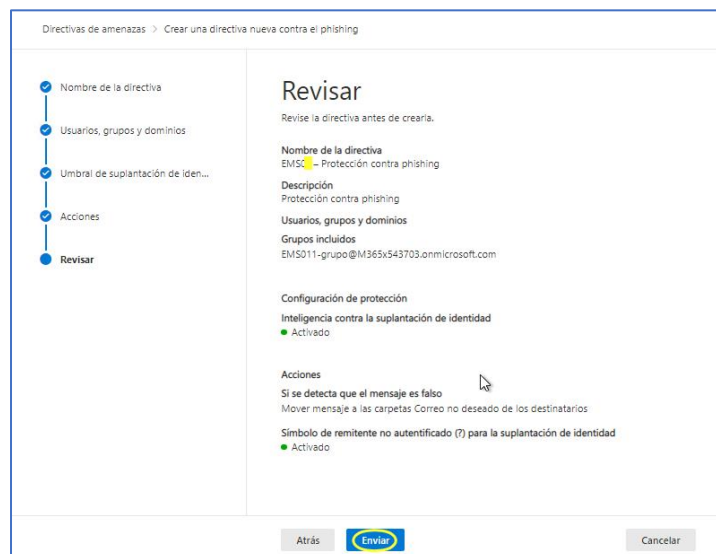 Directivas de amenazas > Crear una directiva nueva contra el phishing
Nombre de la directiva
Usuarios, grupos y dominios
Umbral de suplantación de iden...
Acciones
Revisar
Revisar
Revise la directiva antes de crearla.
Nombre de la directiva
EMS0 – Protección contra phishing
Descripción
Protección contra phishing
Usuarios, grupos y dominios
Grupos incluidos
EMS011-grupo@M365x543703.onmicrosoft.com
Configuración de protección
Inteligencia contra la suplantación de identidad
Activado
Acciones
Si se detecta que el mensaje es falso
Mover mensaje a las carpetas Correo no deseado de los destinatarios
Símbolo de remitente no autentificado (?) para la suplantación de identidad
Activado
Atrás
Enviar
Cancelar